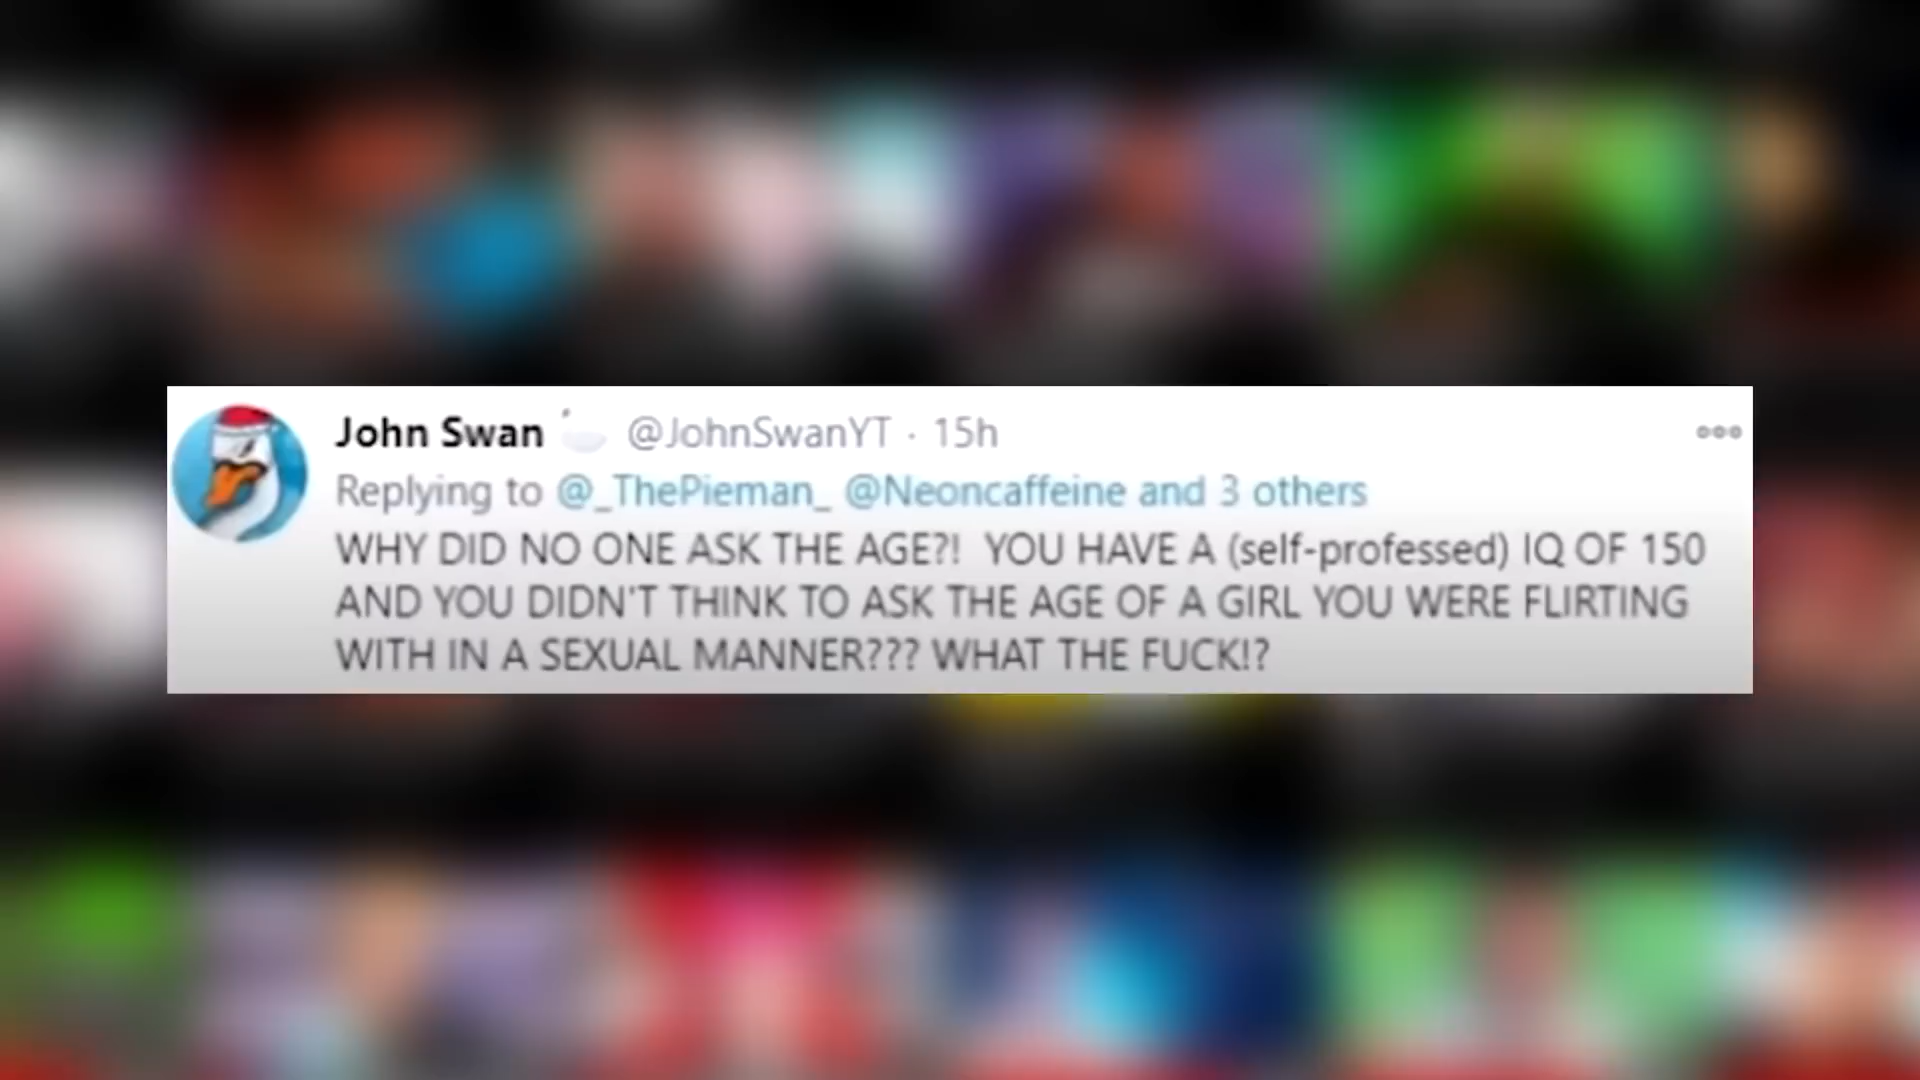 John Swan 🦢 @JohnSwanYT · 15h
Replying to @_ThePieman_ @Neoncaffeine and 3 others
WHY DID NO ONE ASK THE AGE?!  YOU HAVE A (self-professed) IQ OF 150
AND YOU DIDN'T THINK TO ASK THE AGE OF A GIRL YOU WERE FLIRTING
WITH IN A SEXUAL MANNER??? WHAT THE FUCK!?